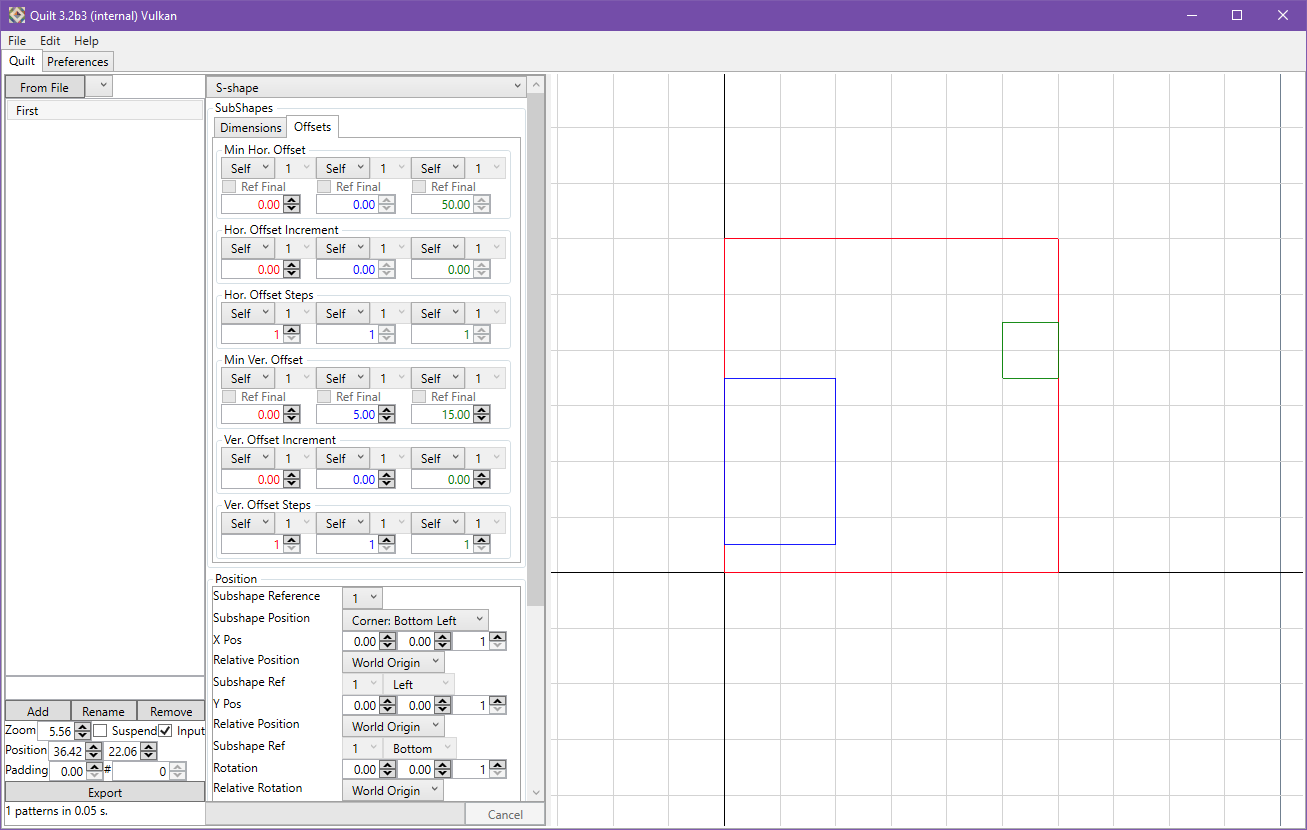 Quilt 3.2b3 (internal) Vulkan
File Edit Help
Quilt Preferences
From File
First
S-shape
SubShapes
Dimensions Offsets
Min Hor. Offset
Self 1 Self 1 Self 1
Ref Final Ref Final Ref Final
0.00 0.00 50.00
Hor. Offset Increment
Self 1 Self 1 Self 1
0.00 0.00 0.00
Hor. Offset Steps
Self 1 Self 1 Self 1
1 1 1
Min Ver. Offset
Self 1 Self 1 Self 1
Ref Final Ref Final Ref Final
0.00 5.00 15.00
Ver. Offset Increment
Self 1 Self 1 Self 1
0.00 0.00 0.00
Ver. Offset Steps
Self 1 Self 1 Self 1
1 1 1
Position
Subshape Reference 1
Subshape Position Corner: Bottom Left
X Pos 0.00 0.00 1
Relative Position World Origin
Subshape Ref 1 Left
Y Pos 0.00 0.00 1
Relative Position World Origin
Subshape Ref 1 Bottom
Rotation 0.00 0.00 1
Relative Rotation World Origin
Cancel
Add Rename Remove
Zoom 5.56 Suspend Input
Position 36.42 22.06
Padding 0.00 # 0
Export
1 patterns in 0.05 s.